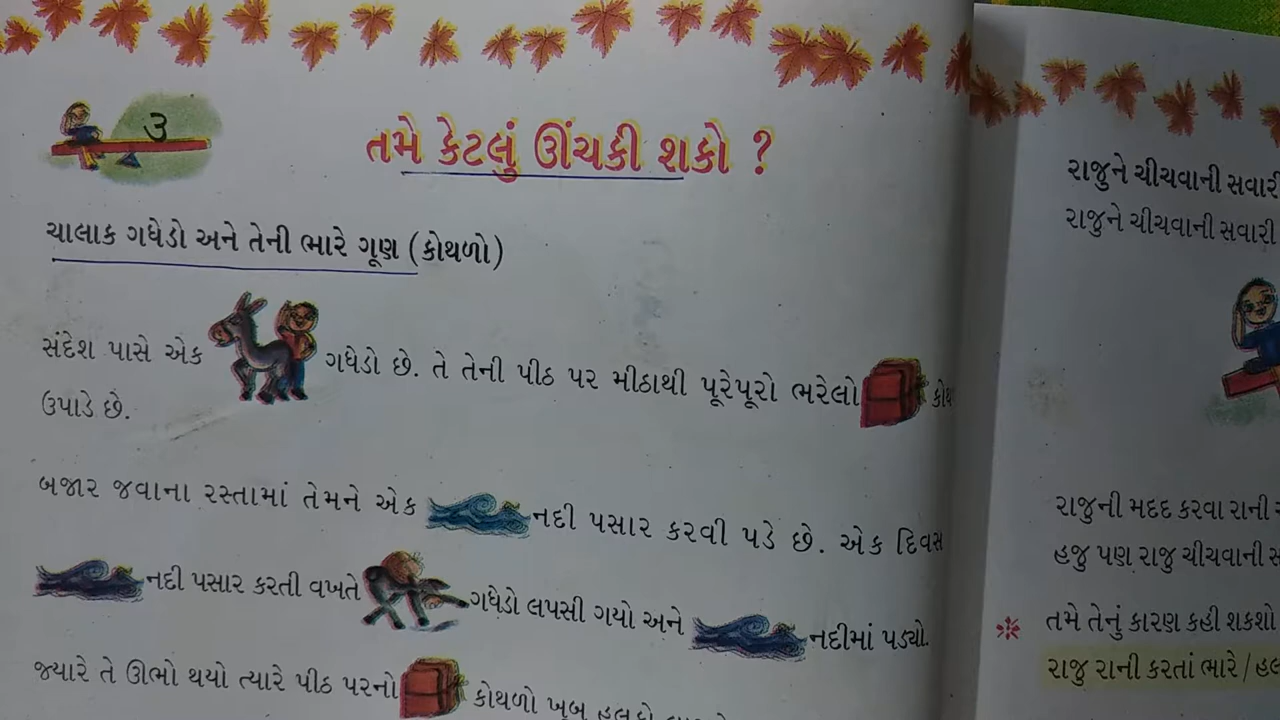 ૩
તમે કેટલું ઊંચકી શકો ?
ચાલાક ગધેડો અને તેની ભારે ગૂણ (કોથળો)
સંદેશ પાસે એક ગધેડો છે. તે તેની પીઠ પર મીઠાથી પૂરેપૂરો ભરેલો
ઉપાડે છે.
બજાર જવાના રસ્તામાં તેમને એક નદી પસાર કરવી પડે છે. એક દિવસ
નદી પસાર કરતી વખતે ગધેડો લપસી ગયો અને નદીમાં પડ્યો.
જ્યારે તે ઊભો થયો ત્યારે પીઠ પરનો કોથળો ખૂબ
રાજુને ચીચવાની સવારી
રાજુને ચીચવાની સવારી
રાજુની મદદ કરવા રાની
હજુ પણ રાજુ ચીચવાની
તમે તેનું કારણ કહી શકશો
રાજુ રાની કરતાં ભારે /